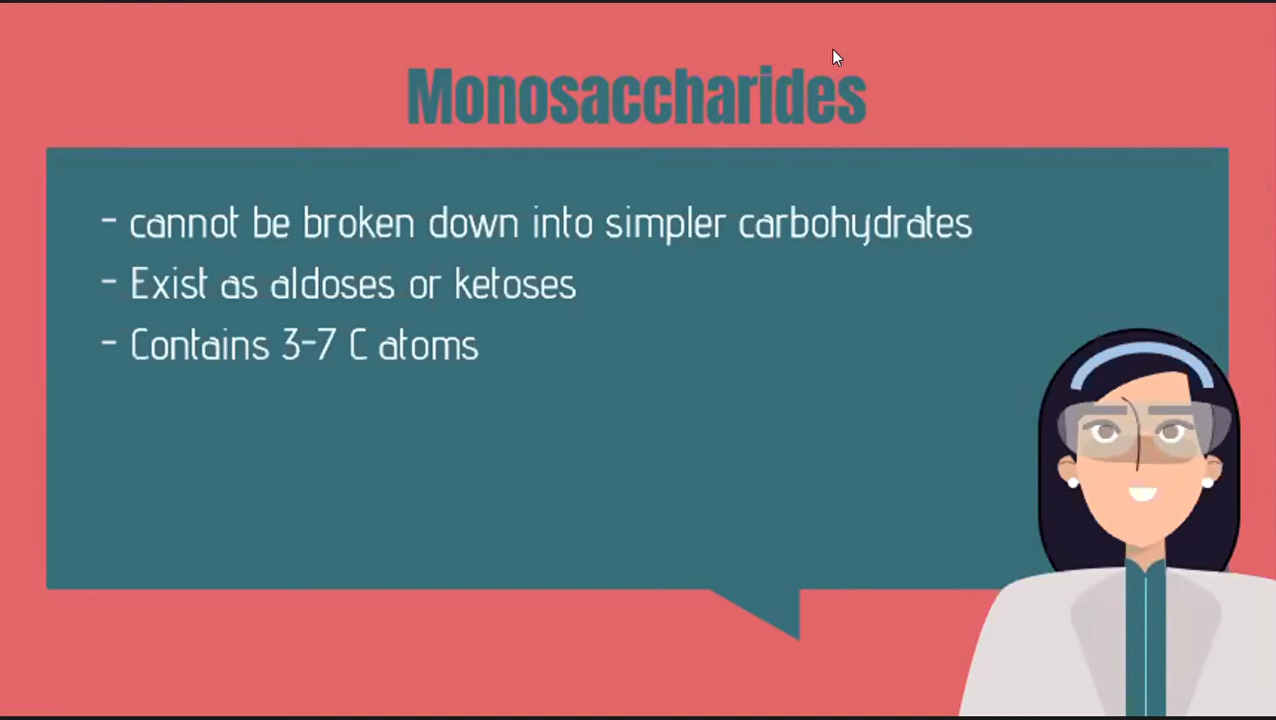 Monosaccharides
- cannot be broken down into simpler carbohydrates
- Exist as aldoses or ketoses
- Contains 3-7 C atoms